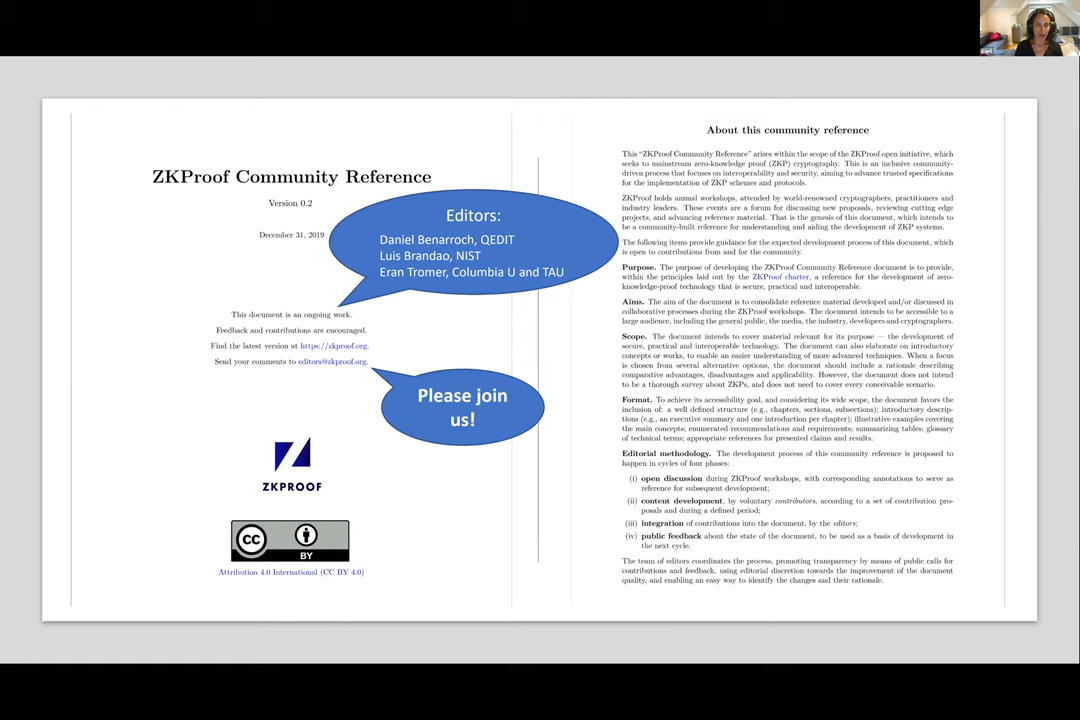 ZKProof Community Reference
Version 0.2
December 31, 2019
Editors:
Daniel Benarroch, QEDIT
Luis Brandao, NIST
Eran Tromer, Columbia U and TAU
This document is an ongoing work.
Feedback and contributions are encouraged.
Find the latest version at https://zkproof.org.
Send your comments to editors@zkproof.org.
Please join
us!
ZKPROOF
CC
BY
Attribution 4.0 International (CC BY 4.0)
About this community reference
This “ZKProof Community Reference” arises within the scope of the ZKProof open initiative, which
seeks to mainstream zero-knowledge proof (ZKP) cryptography. This is an inclusive community-
driven process that focuses on interoperability and security, aiming to advance trusted specifications
for the implementation of ZKP schemes and protocols.
ZKProof holds annual workshops, attended by world-renowned cryptographers, practitioners and
industry leaders. These events are a forum for discussing new proposals, reviewing cutting edge
projects, and advancing reference material. That is the genesis of this document, which intends to
be a community-built reference for understanding and aiding the development of ZKP systems.
The following items provide guidance for the expected development process of this document, which
is open to contributions from and for the community.
Purpose. The purpose of developing the ZKProof Community Reference document is to provide,
within the principles laid out by the ZKProof charter, a reference for the development of zero-
knowledge-proof technology that is secure, practical and interoperable.
Aims. The aim of the document is to consolidate reference material developed and/or discussed in
collaborative processes during the ZKProof workshops. The document intends to be accessible to a
large audience, including the general public, the media, the industry, developers and cryptographers.
Scope. The document intends to cover material relevant for its purpose — the development of
secure, practical and interoperable technology. The document can also elaborate on introductory
concepts or works, to enable an easier understanding of more advanced techniques. When a focus
is chosen from several alternative options, the document should include a rationale describing
comparative advantages, disadvantages and applicability. However, the document does not intend
to be a thorough survey about ZKPs, and does not need to cover every conceivable scenario.
Format. To achieve its accessibility goal, and considering its wide scope, the document favors the
inclusion of: a well defined structure (e.g., chapters, sections, subsections); introductory descrip-
tions (e.g., an executive summary and one introduction per chapter); illustrative examples covering
the main concepts; enumerated recommendations and requirements; summarizing tables; glossary
of technical terms; appropriate references for presented claims and results.
Editorial methodology. The development process of this community reference is proposed to
happen in cycles of four phases:
(i) open discussion during ZKProof workshops, with corresponding annotations to serve as
reference for subsequent development;
(ii) content development, by voluntary contributors, according to a set of contribution pro-
posals and during a defined period;
(iii) integration of contributions into the document, by the editors;
(iv) public feedback about the state of the document, to be used as a basis of development in
the next cycle.
The team of editors coordinates the process, promoting transparency by means of public calls for
contributions and feedback, using editorial discretion towards the improvement of the document
quality, and enabling an easy way to identify the changes and their rationale.